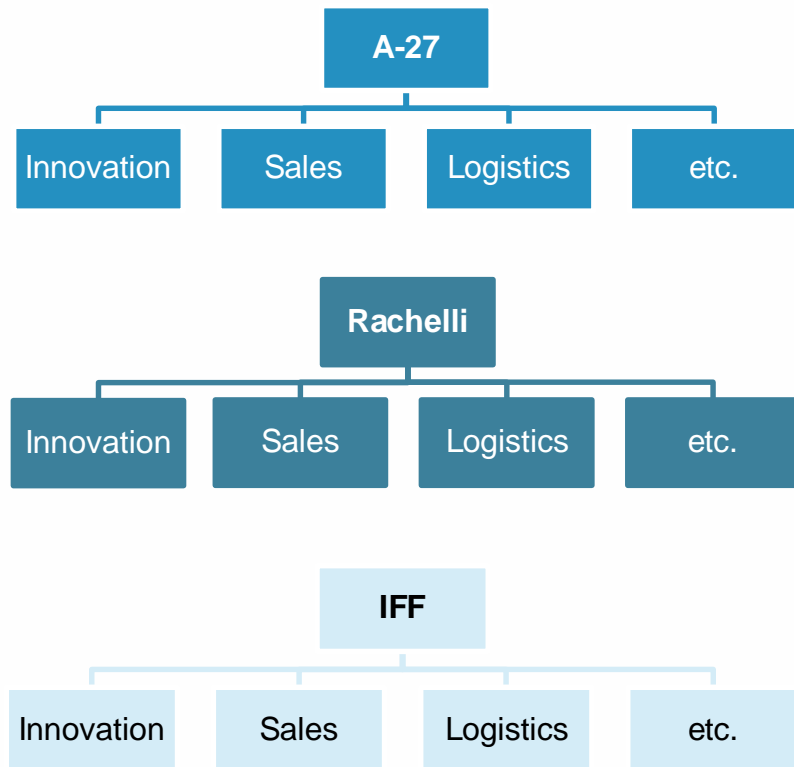 A-27
Innovation Sales Logistics etc.
Rachelli
Innovation Sales Logistics etc.
IFF
Innovation Sales Logistics etc.